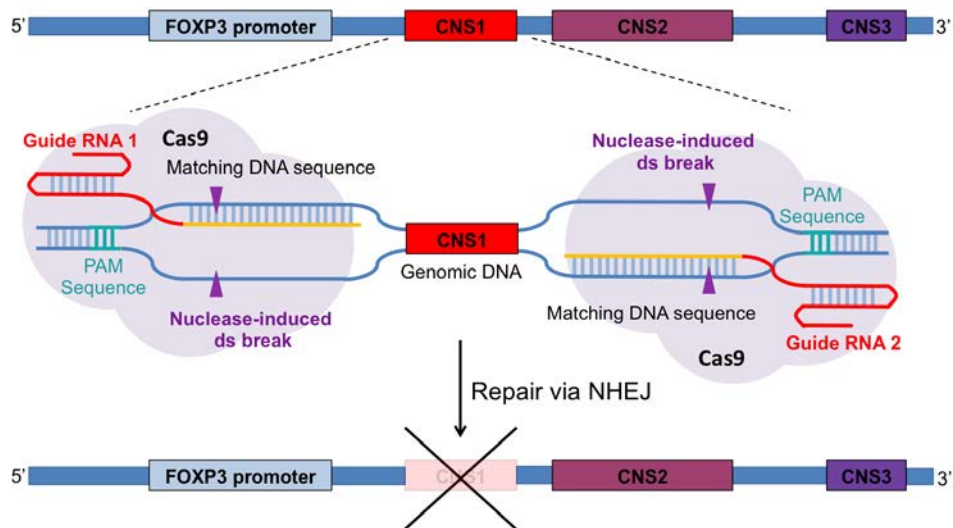 5' FOXP3 promoter CNS1 CNS2 CNS3 3'
Guide RNA 1
Cas9
Matching DNA sequence
PAM
Sequence
Nuclease-induced
ds break
CNS1
Genomic DNA
Nuclease-induced
ds break
PAM
Sequence
Matching DNA sequence
Cas9
Guide RNA 2
Repair via NHEJ
5' FOXP3 promoter CNS1 CNS2 CNS3 3'